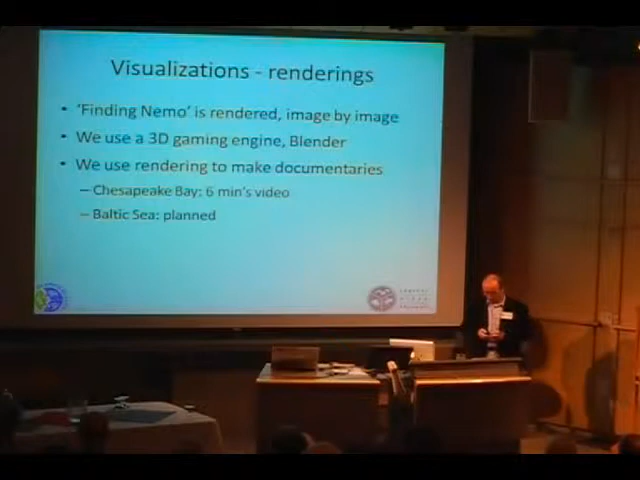 Visualizations - renderings
• 'Finding Nemo' is rendered, image by image
• We use a 3D gaming engine, Blender
• We use rendering to make documentaries
– Chesapeake Bay: 6 min's video
– Baltic Sea: planned